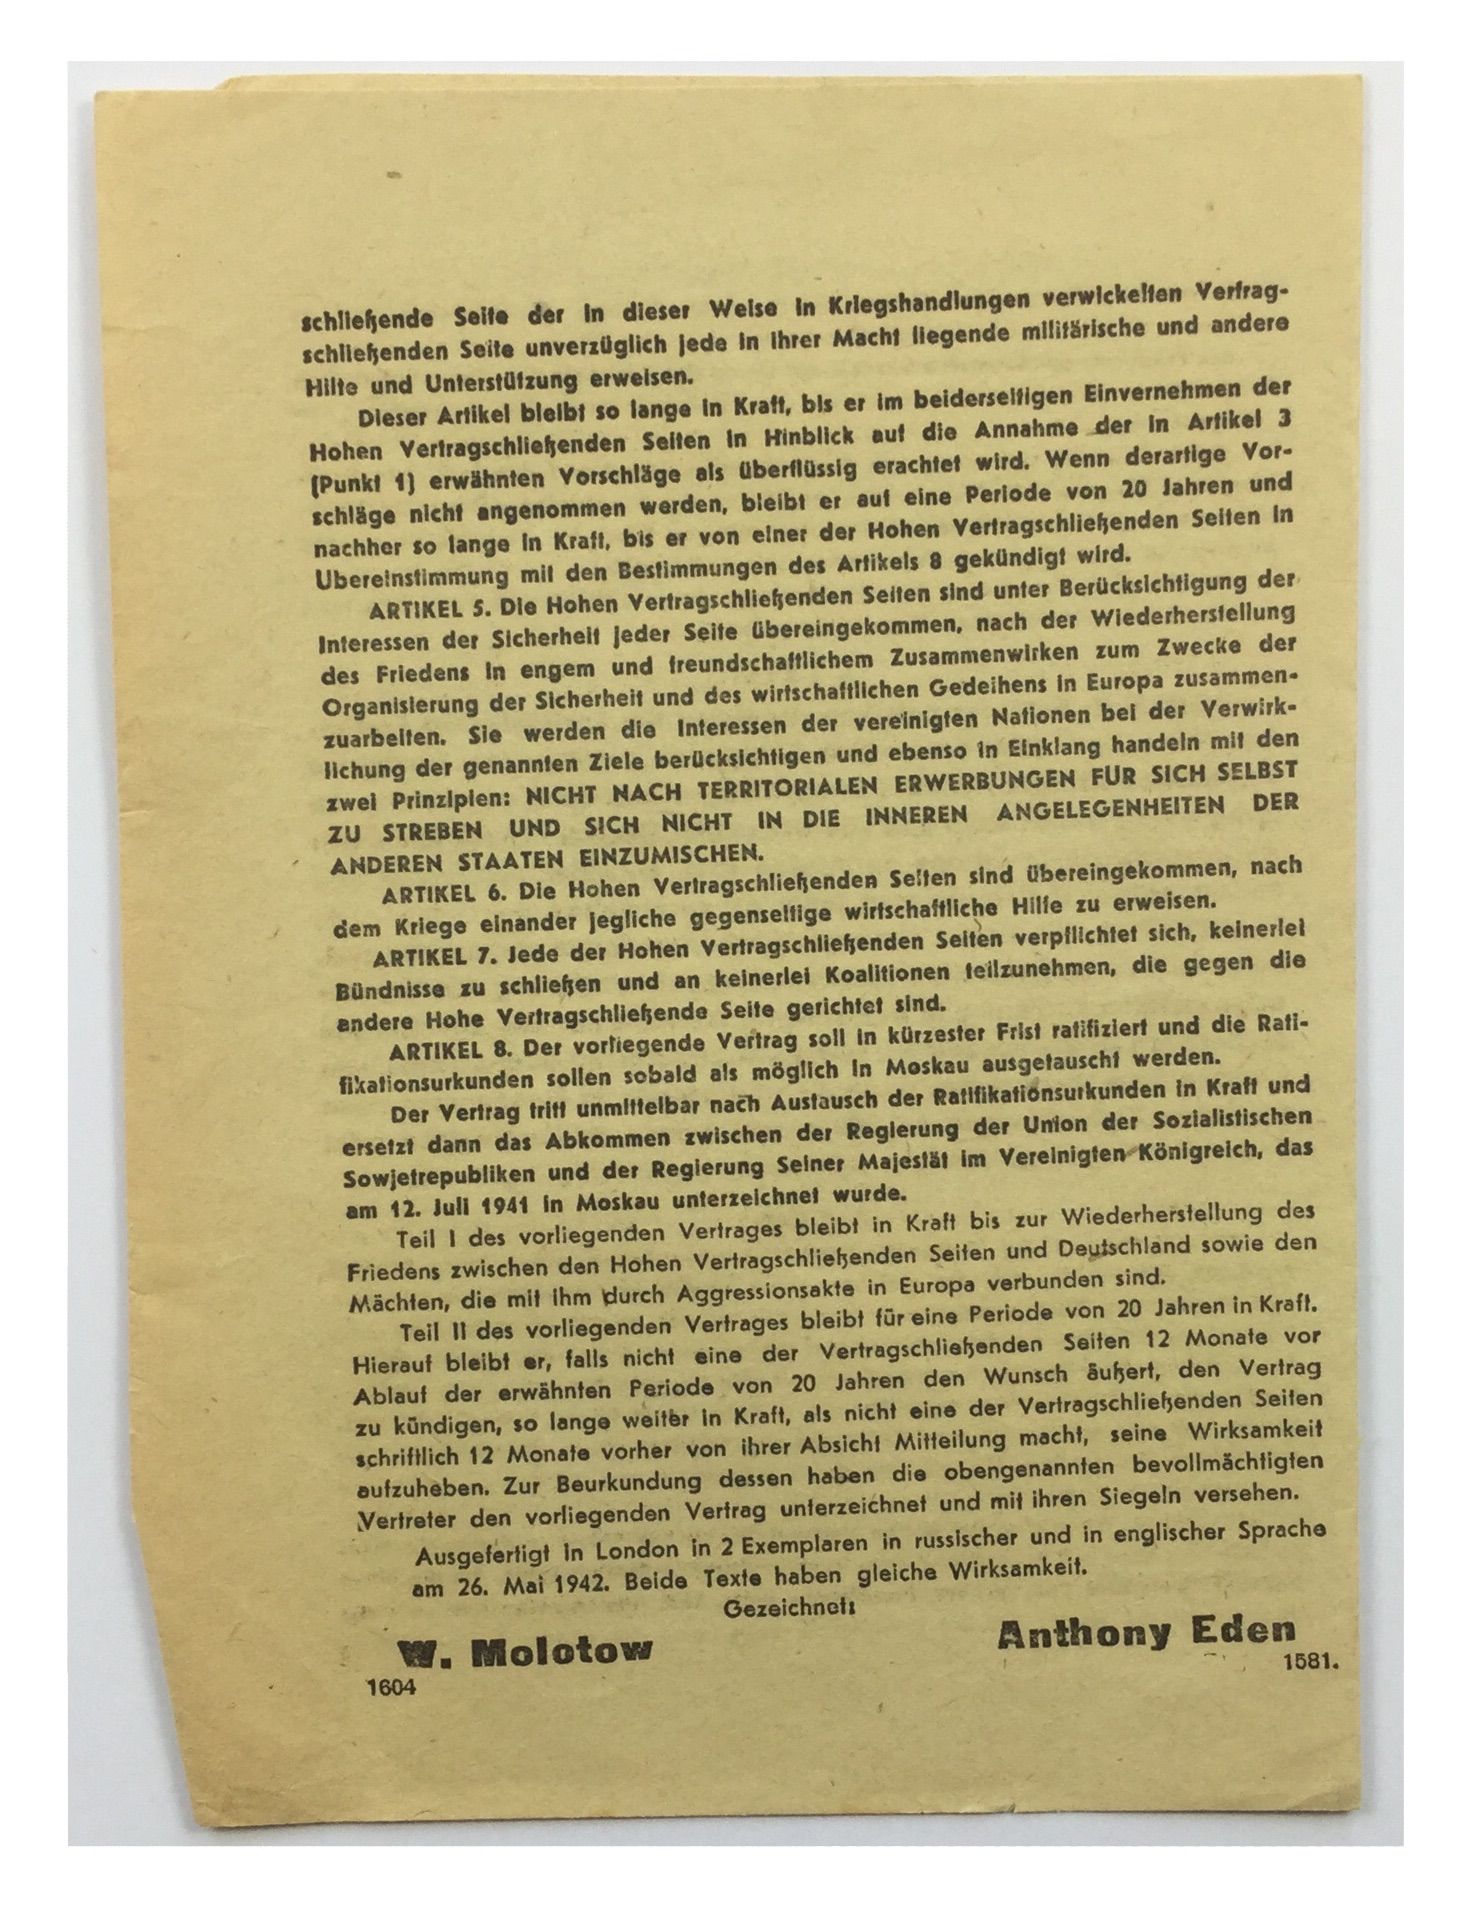 schließende Seite der in dieser Weise in Kriegshandlungen verwickelten Vertrag-
schließenden Seite unverzüglich jede in ihrer Macht liegende militärische und andere
Hilfe und Unterstützung erweisen.
Dieser Artikel bleibt so lange in Kraft, bis er im beiderseitigen Einvernehmen der
Hohen Vertragschließenden Seiten in Hinblick auf die Annahme der in Artikel 3
(Punkt 1) erwähnten Vorschläge als überflüssig erachtet wird. Wenn derartige Vor-
schläge nicht angenommen werden, bleibt er auf eine Periode von 20 Jahren und
nachher so lange in Kraft, bis er von einer der Hohen Vertragschließenden Seiten in
Ubereinstimmung mit den Bestimmungen des Artikels 8 gekündigt wird.
ARTIKEL 5. Die Hohen Vertragschließenden Seiten sind unter Berücksichtigung der
Interessen der Sicherheit jeder Seite übereingekommen, nach der Wiederherstellung
des Friedens in engem und freundschaftlichem Zusammenwirken zum Zwecke der
Organisierung der Sicherheit und des wirtschaftlichen Gedeihens in Europa zusammen-
zuarbeiten. Sie werden die Interessen der vereinigten Nationen bei der Verwirk-
lichung der genannten Ziele berücksichtigen und ebenso in Einklang handeln mit den
zwei Prinzipien: NICHT NACH TERRITORIALEN ERWERBUNGEN FÜR SICH SELBST
ZU STREBEN UND SICH NICHT IN DIE INNEREN ANGELEGENHEITEN DER
ANDEREN STAATEN EINZUMISCHEN.
ARTIKEL 6. Die Hohen Vertragschließenden Seiten sind übereingekommen, nach
dem Kriege einander jegliche gegenseitige wirtschaftliche Hilfe zu erweisen.
ARTIKEL 7. Jede der Hohen Vertragschließenden Seiten verpflichtet sich, keinerlei
Bündnisse zu schließen und an keinerlei Koalitionen teilzunehmen, die gegen die
andere Hohe Vertragschließende Seite gerichtet sind.
ARTIKEL 8. Der vorliegende Vertrag soll in kürzester Frist ratifiziert und die Rati-
fikationsurkunden sollen sobald als möglich in Moskau ausgetauscht werden.
Der Vertrag tritt unmittelbar nach Austausch der Ratifikationsurkunden in Kraft und
ersetzt dann das Abkommen zwischen der Regierung der Union der Sozialistischen
Sowjetrepubliken und der Regierung Seiner Majestät im Vereinigten Königreich, das
am 12. Juli 1941 in Moskau unterzeichnet wurde.
Teil I des vorliegenden Vertrages bleibt in Kraft bis zur Wiederherstellung des
Friedens zwischen den Hohen Vertragschließenden Seiten und Deutschland sowie den
Mächten, die mit ihm durch Aggressionsakte in Europa verbunden sind.
Teil II des vorliegenden Vertrages bleibt für eine Periode von 20 Jahren in Kraft.
Hierauf bleibt er, falls nicht eine der Vertragschließenden Seiten 12 Monate vor
Ablauf der erwähnten Periode von 20 Jahren den Wunsch äußert, den Vertrag
zu kündigen, so lange weiter in Kraft, als nicht eine der Vertragschließenden Seiten
schriftlich 12 Monate vorher von ihrer Absicht Mitteilung macht, seine Wirksamkeit
aufzuheben. Zur Beurkundung dessen haben die obengenannten bevollmächtigten
Vertreter den vorliegenden Vertrag unterzeichnet und mit ihren Siegeln versehen.
Ausgefertigt in London in 2 Exemplaren in russischer und in englischer Sprache
am 26. Mai 1942. Beide Texte haben gleiche Wirksamkeit.
Gezeichnet:
W. Molotow Anthony Eden
1604 1581.